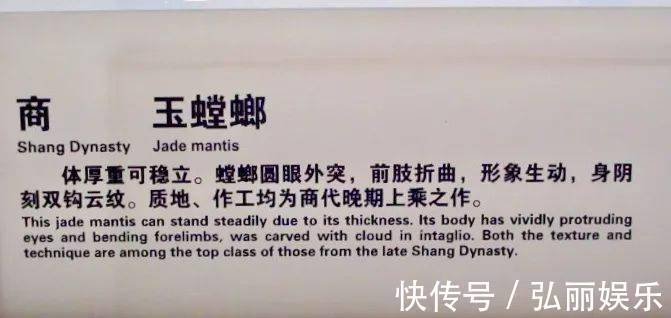 商 玉螳螂
Shang Dynasty Jade mantis
体厚重可稳立。螳螂圆眼外突，前肢折曲，形象生动，身阴
刻双钩云纹。质地、作工均为商代晚期上乘之作。
This jade mantis can stand steadily due to its thickness. Its body has vividly protruding
eyes and bending forelimbs, was carved with cloud in intaglio. Both the texture and
technique are among the top class of those from the late Shang Dynasty.
快传号 / 弘丽娱乐